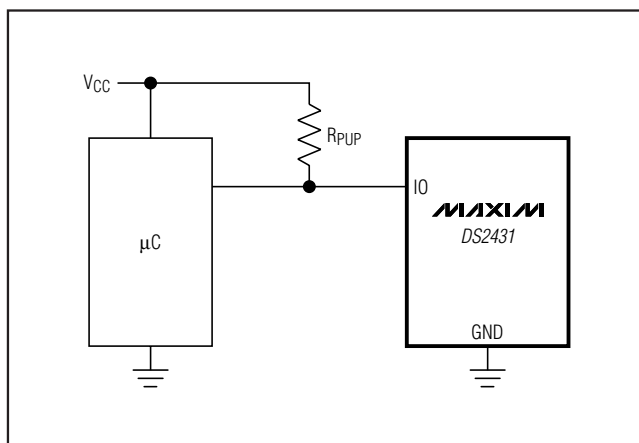 VCC
RPUP
IO
MAXIM
DS2431
µC
GND